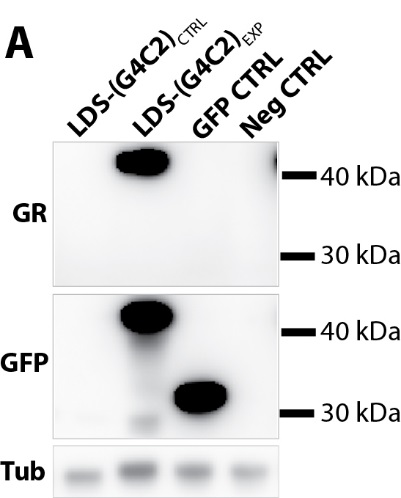 A
LDS-(G4C2)CTRL
LDS-(G4C2)EXP
GFP CTRL
Neg CTRL
GR
40 kDa
30 kDa
GFP
40 kDa
30 kDa
Tub